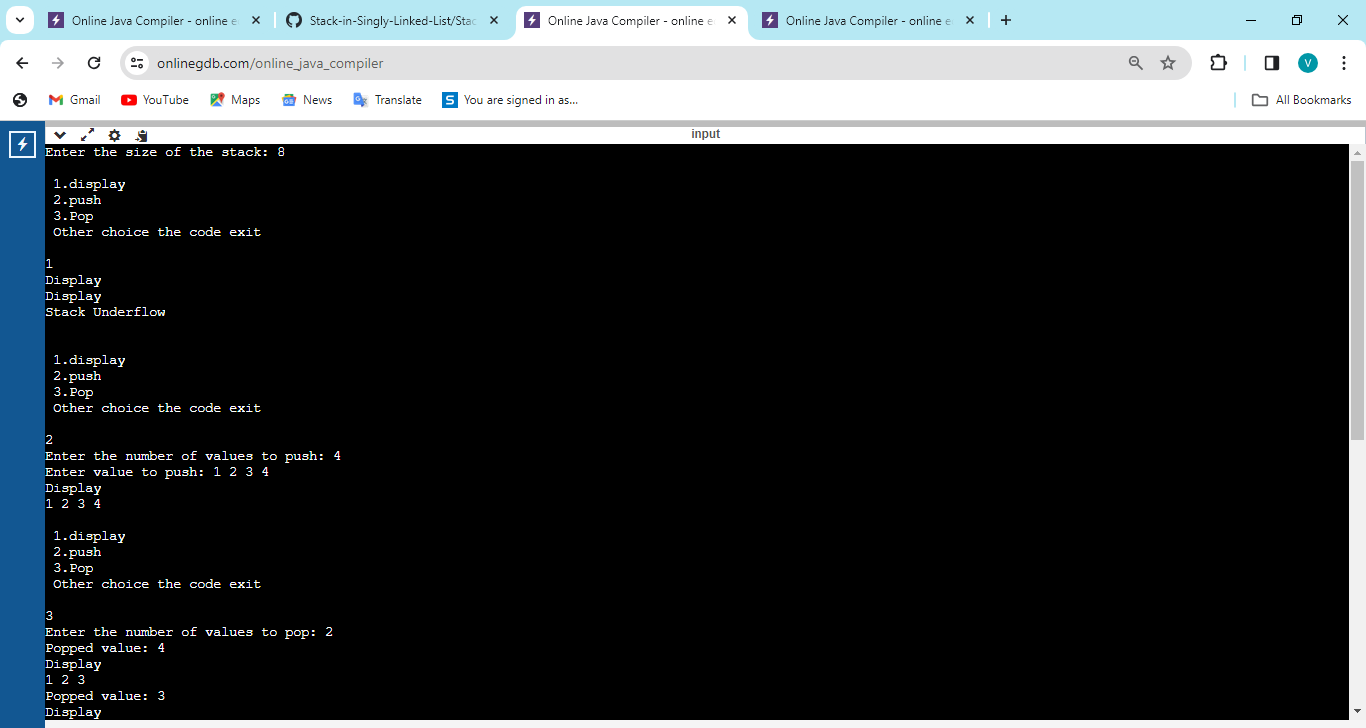 Online Java Compiler - online e
Stack-in-Singly-Linked-List/Stac
Online Java Compiler - online e
Online Java Compiler - online e
onlinegdb.com/online_java_compiler
V
Gmail
YouTube
Maps
News
Translate
S
You are signed in as...
All Bookmarks
input
Enter the size of the stack: 8
1.display
2.push
3.Pop
Other choice the code exit
1
Display
Display
Stack Underflow
1.display
2.push
3.Pop
Other choice the code exit
2
Enter the number of values to push: 4
Enter value to push: 1 2 3 4
Display
1 2 3 4
1.display
2.push
3.Pop
Other choice the code exit
3
Enter the number of values to pop: 2
Popped value: 4
Display
1 2 3
Popped value: 3
Display